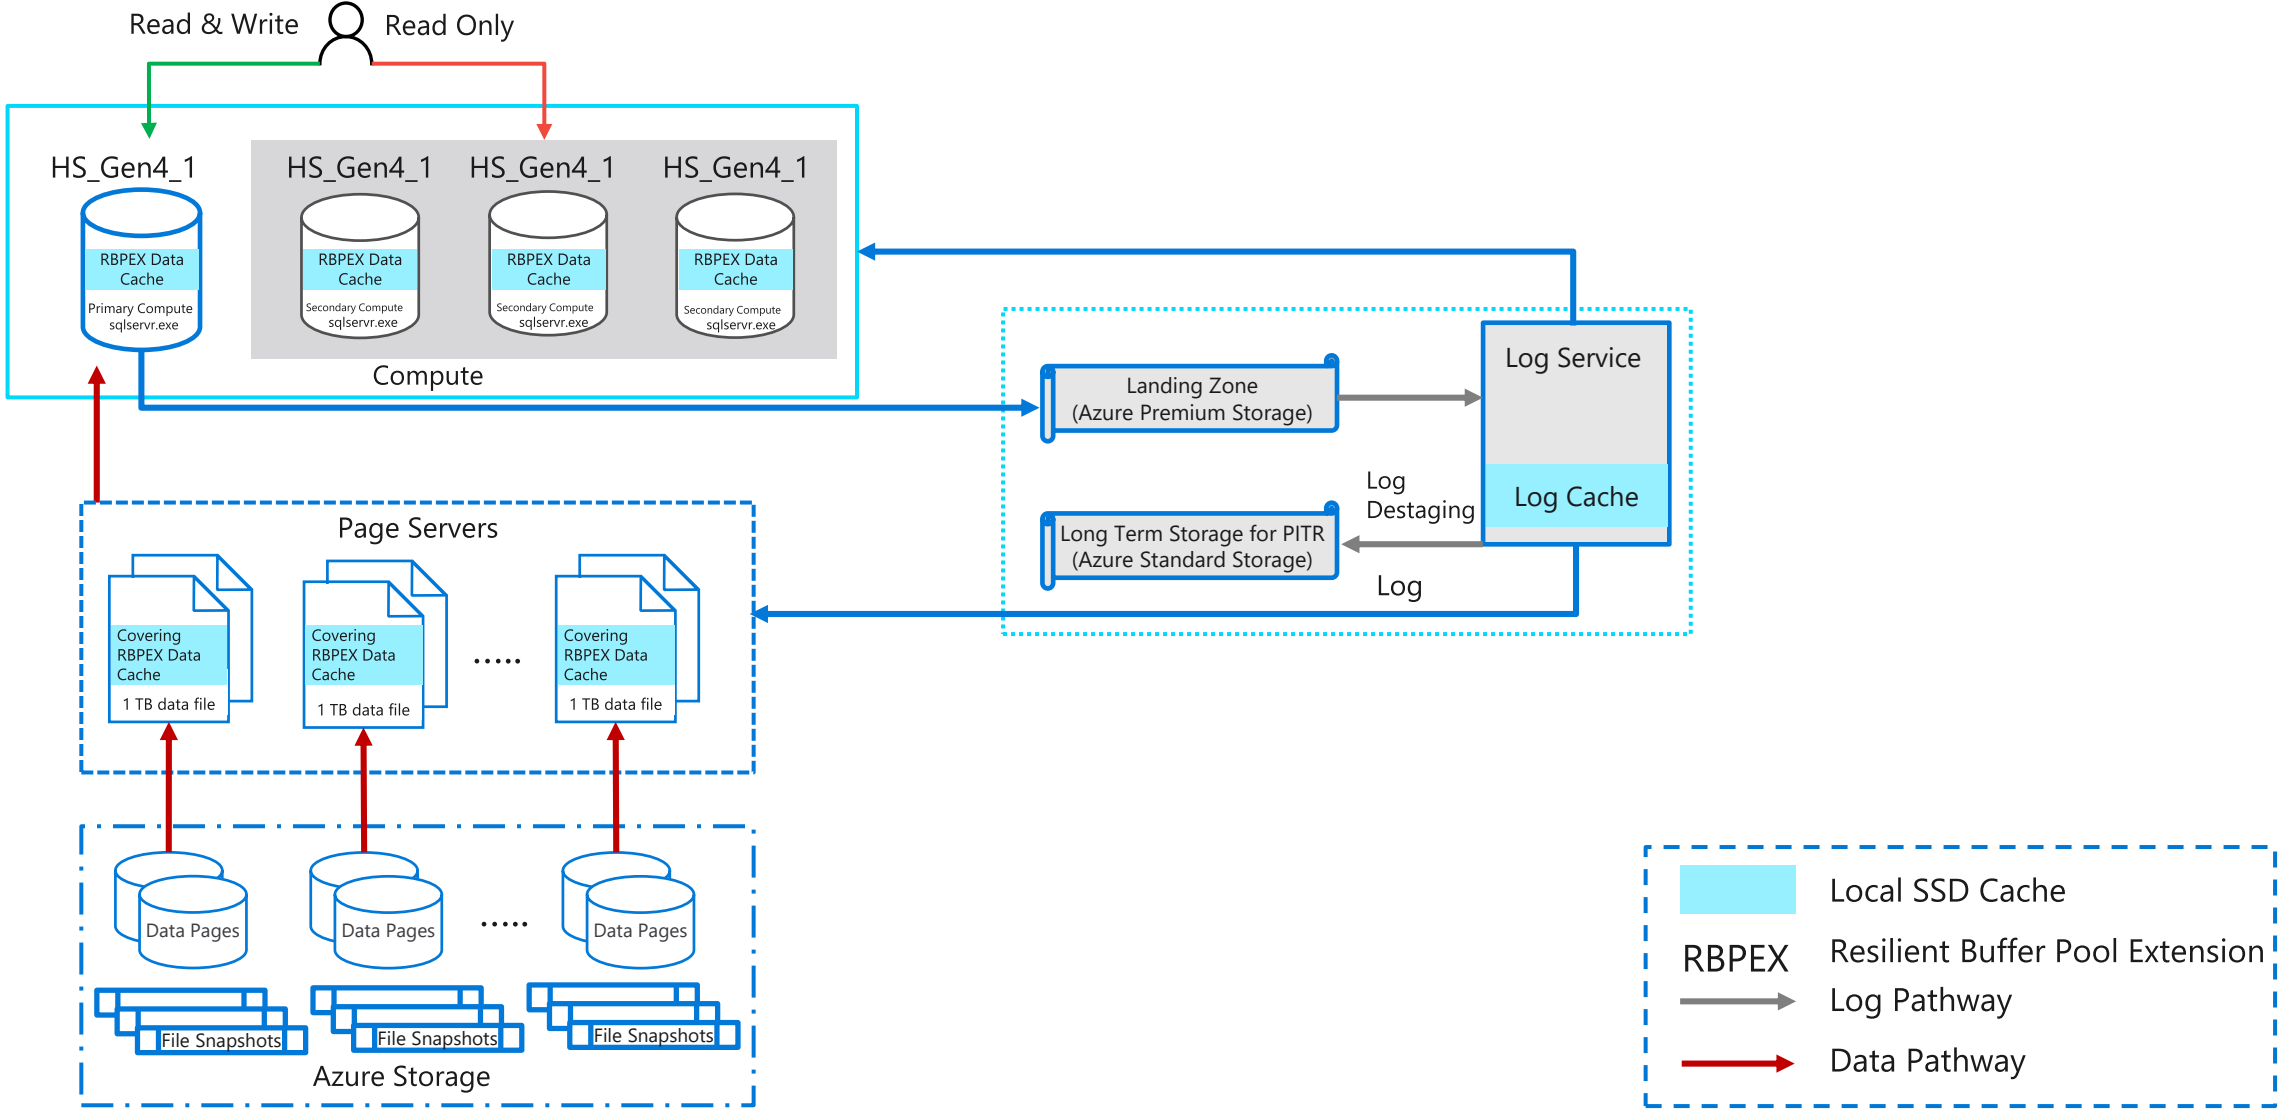 Read & Write
Read Only
HS_Gen4_1
HS_Gen4_1
HS_Gen4_1
HS_Gen4_1
RBPEX Data
Cache
Primary Compute
sqlservr.exe
RBPEX Data
Cache
Secondary Compute
sqlservr.exe
RBPEX Data
Cache
Secondary Compute
sqlservr.exe
RBPEX Data
Cache
Secondary Compute
sqlservr.exe
Compute
Landing Zone
(Azure Premium Storage)
Log Service
Log Cache
Log
Destaging
Long Term Storage for PITR
(Azure Standard Storage)
Log
Page Servers
Covering
RBPEX Data
Cache
1 TB data file
Covering
RBPEX Data
Cache
1 TB data file
.....
Covering
RBPEX Data
Cache
1 TB data file
Data Pages
Data Pages
.....
Data Pages
File Snapshots
File Snapshots
File Snapshots
Azure Storage
Local SSD Cache
RBPEX
Resilient Buffer Pool Extension
Log Pathway
Data Pathway